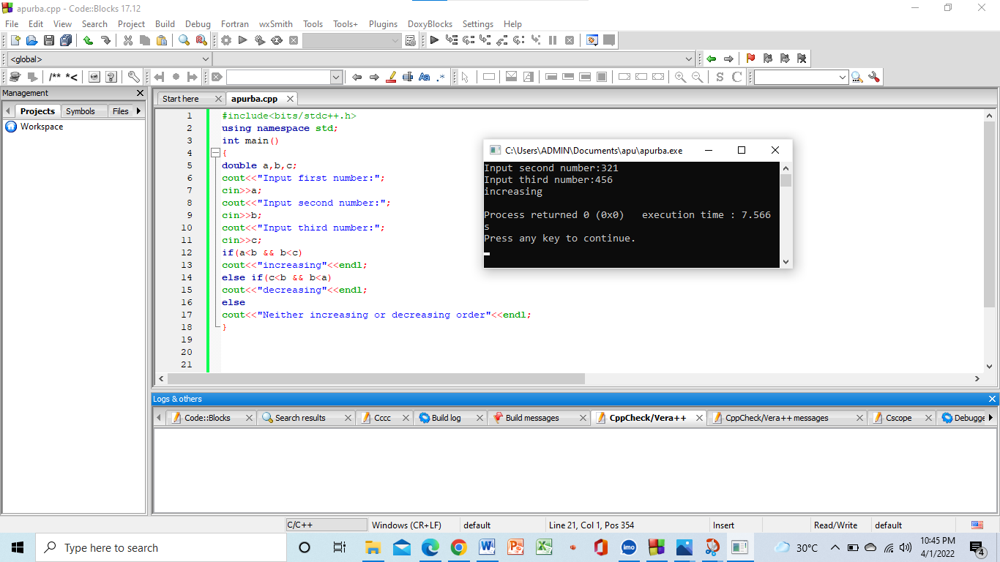 apurba.cpp - Code::Blocks 17.12
File Edit View Search Project Build Debug Fortran wxSmith Tools Tools+ Plugins DoxyBlocks Settings Help
<global>
/** *<
Aa .*
S C
Management
Projects Symbols Files
Workspace
Start here apurba.cpp
1 #include<bits/stdc++.h>
2 using namespace std;
3 int main()
4 {
5 double a,b,c;
6 cout<<"Input first number:";
7 cin>>a;
8 cout<<"Input second number:";
9 cin>>b;
10 cout<<"Input third number:";
11 cin>>c;
12 if(a<b && b<c)
13 cout<<"increasing"<<endl;
14 else if(c<b && b<a)
15 cout<<"decreasing"<<endl;
16 else
17 cout<<"Neither increasing or decreasing order"<<endl;
18 }
19
20
21
C:\Users\ADMIN\Documents\apu\apurba.exe
Input second number:321
Input third number:456
increasing
Process returned 0 (0x0)   execution time : 7.566
s
Press any key to continue.
Logs & others
Code::Blocks Search results Cccc Build log Build messages CppCheck/Vera++ CppCheck/Vera++ messages Cscope Debugge
C/C++ Windows (CR+LF) default Line 21, Col 1, Pos 354 Insert Read/Write default
Type here to search
imo
30°C
10:45 PM
4/1/2022
4